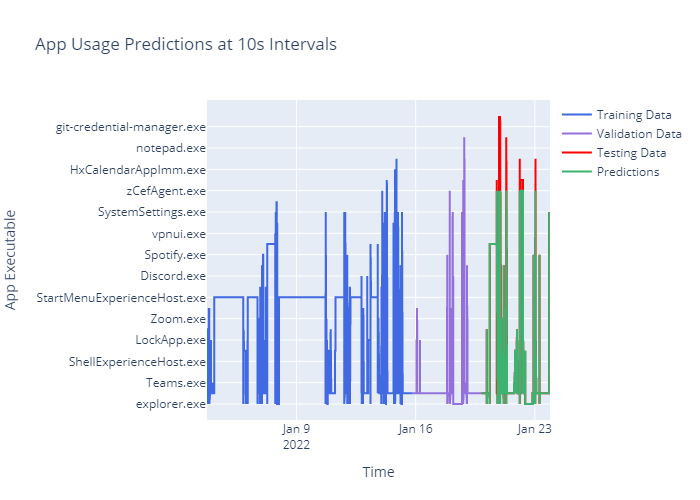 App Usage Predictions at 10s Intervals
Training Data
Validation Data
Testing Data
Predictions
App Executable
git-credential-manager.exe
notepad.exe
HxCalendarAppImm.exe
zCefAgent.exe
SystemSettings.exe
vpnui.exe
Spotify.exe
Discord.exe
StartMenuExperienceHost.exe
Zoom.exe
LockApp.exe
ShellExperienceHost.exe
Teams.exe
explorer.exe
Jan 9
2022
Jan 16
Jan 23
Time